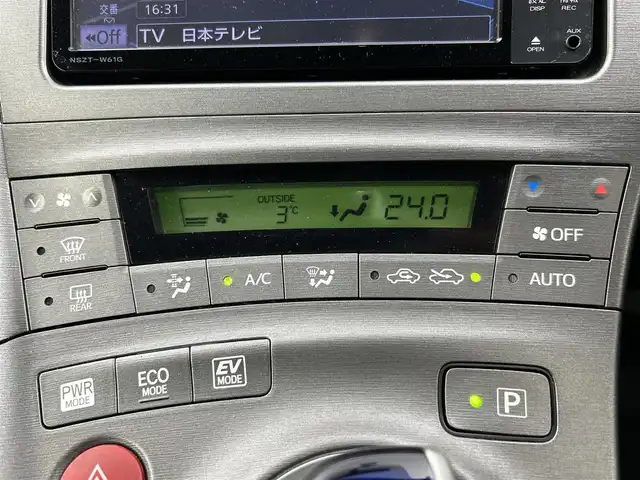 交番
16:31
Off
TV 日本テレビ
NSZT-W61G
DISP
REC
OPEN
AUX
OUTSIDE
3℃
24.0
OFF
FRONT
REAR
A/C
AUTO
PWR
MODE
ECO
MODE
EV
MODE
P